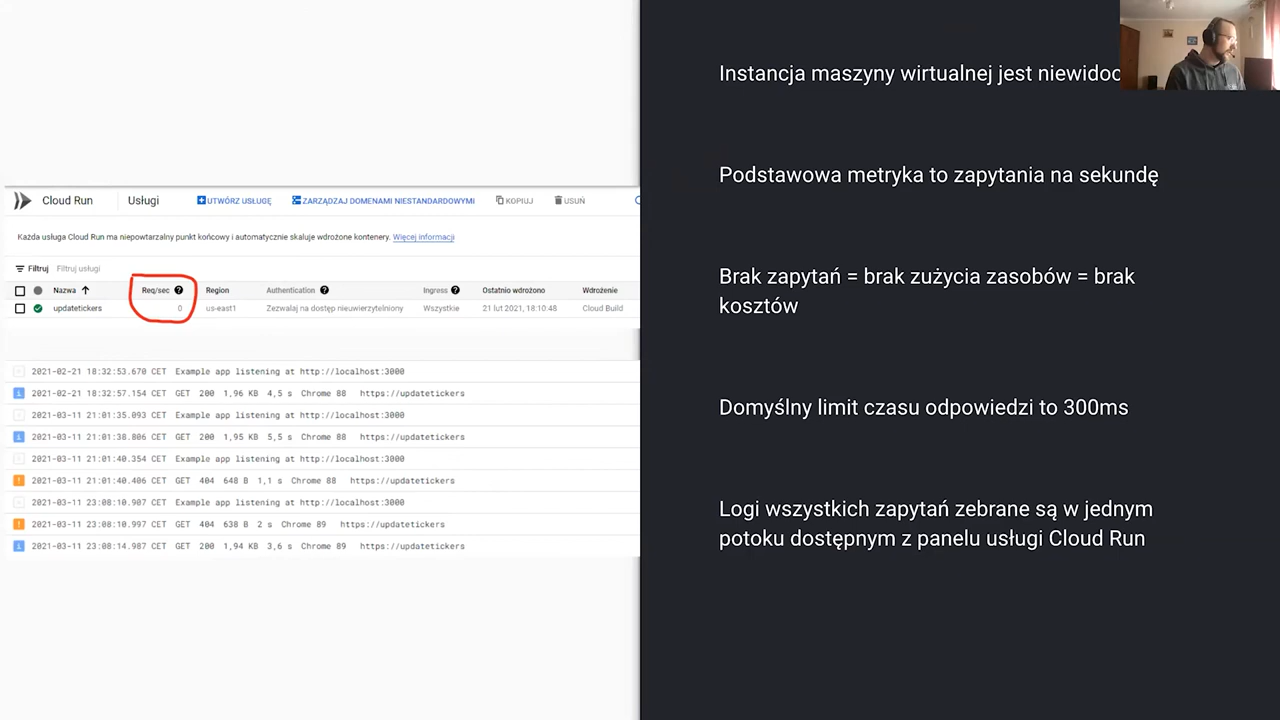 Cloud Run
Usługi
UTWÓRZ USŁUGĘ
ZARZĄDZAJ DOMENAMI NIESTANDARDOWYMI
KOPIUJ
USUŃ
Każda usługa Cloud Run ma niepowtarzalny punkt końcowy i automatycznie skaluje wdrożone kontenery. Więcej informacji
Filtruj Filtruj usługi
Nazwa Req/sec Region Authentication Ingress Ostatnio wdrożono Wdrożenie
updatetickers 0 us-east1 Zezwalaj na dostęp nieuwierzytelniony Wszystkie 21 lut 2021, 18:10:48 Cloud Build
2021-02-21 18:32:53.670 CET Example app listening at http://localhost:3000
2021-02-21 18:32:57.154 CET GET 200 1,96 KB 4,5 s Chrome 88 https://updatetickers
2021-03-11 21:01:35.093 CET Example app listening at http://localhost:3000
2021-03-11 21:01:38.806 CET GET 200 1,95 KB 5,5 s Chrome 88 https://updatetickers
2021-03-11 21:01:40.354 CET Example app listening at http://localhost:3000
2021-03-11 21:01:40.406 CET GET 404 648 B 1,1 s Chrome 88 https://updatetickers
2021-03-11 23:08:10.907 CET Example app listening at http://localhost:3000
2021-03-11 23:08:10.997 CET GET 404 638 B 2 s Chrome 89 https://updatetickers
2021-03-11 23:08:14.987 CET GET 200 1,94 KB 3,6 s Chrome 89 https://updatetickers
Instancja maszyny wirtualnej jest niewidoc
Podstawowa metryka to zapytania na sekundę
Brak zapytań = brak zużycia zasobów = brak
kosztów
Domyślny limit czasu odpowiedzi to 300ms
Logi wszystkich zapytań zebrane są w jednym
potoku dostępnym z panelu usługi Cloud Run